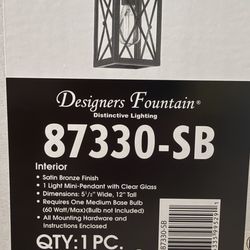 Designers Fountain®
Distinctive Lighting
87330-SB
Interior
• Satin Bronze Finish
• 1 Light Mini-Pendant with Clear Glass
• Dimensions: 5½" Wide, 12" Tall
• Requires One Medium Base Bulb
(60 Watt/Max)(Bulb not Included)
• All Mounting Hardware and
Instructions Enclosed
QTY: 1 PC.
87330-SB